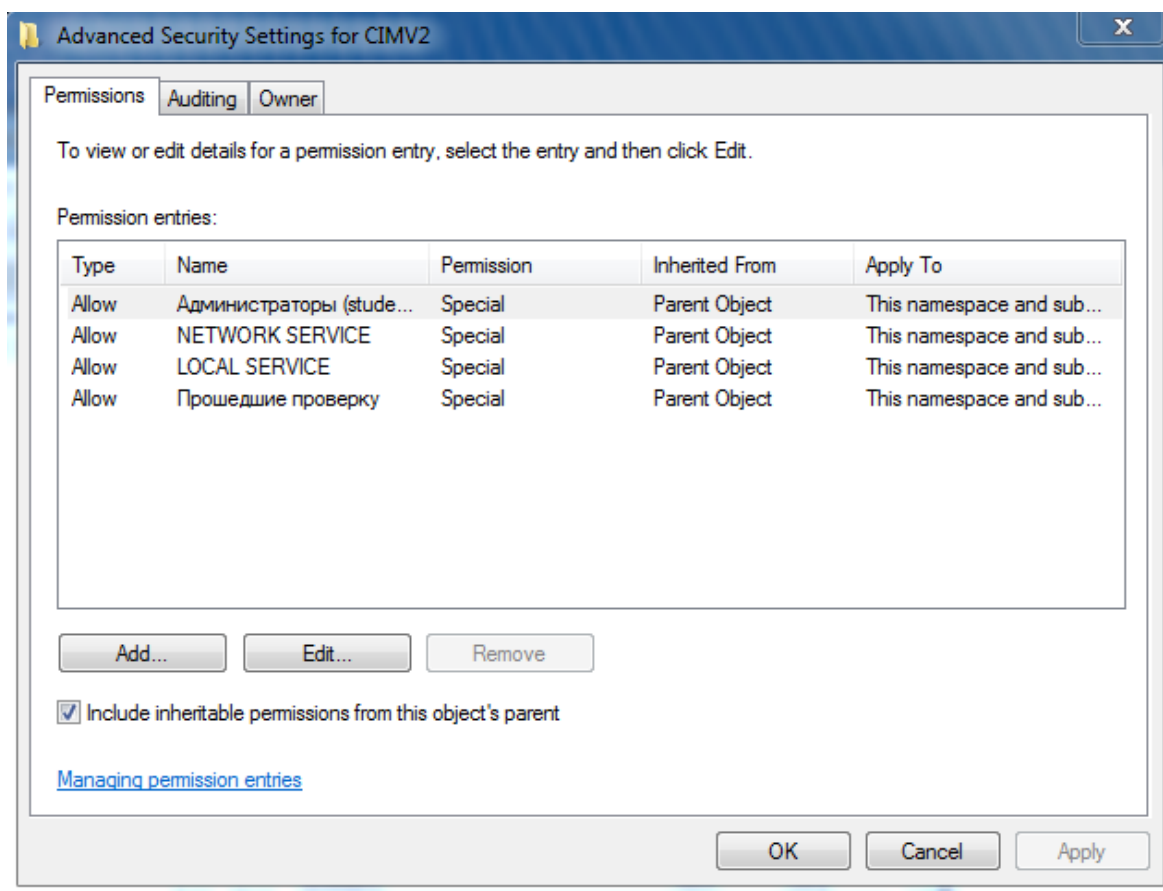 Advanced Security Settings for CIMV2
x
Permissions Auditing Owner
To view or edit details for a permission entry, select the entry and then click Edit.
Permission entries:
Type Name Permission Inherited From Apply To
Allow Администраторы (stude... Special Parent Object This namespace and sub...
Allow NETWORK SERVICE Special Parent Object This namespace and sub...
Allow LOCAL SERVICE Special Parent Object This namespace and sub...
Allow Прошедшие проверку Special Parent Object This namespace and sub...
Add... Edit... Remove
Include inheritable permissions from this object's parent
Managing permission entries
OK Cancel Apply